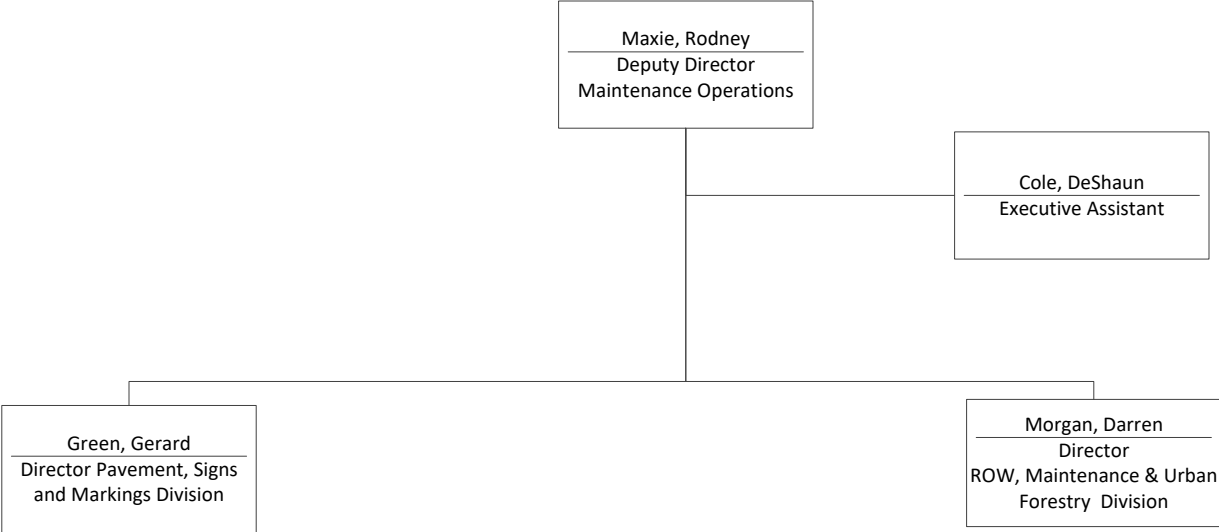 Maxie, Rodney
Deputy Director
Maintenance Operations
Cole, DeShaun
Executive Assistant
Green, Gerard
Director Pavement, Signs
and Markings Division
Morgan, Darren
Director
ROW, Maintenance & Urban
Forestry  Division